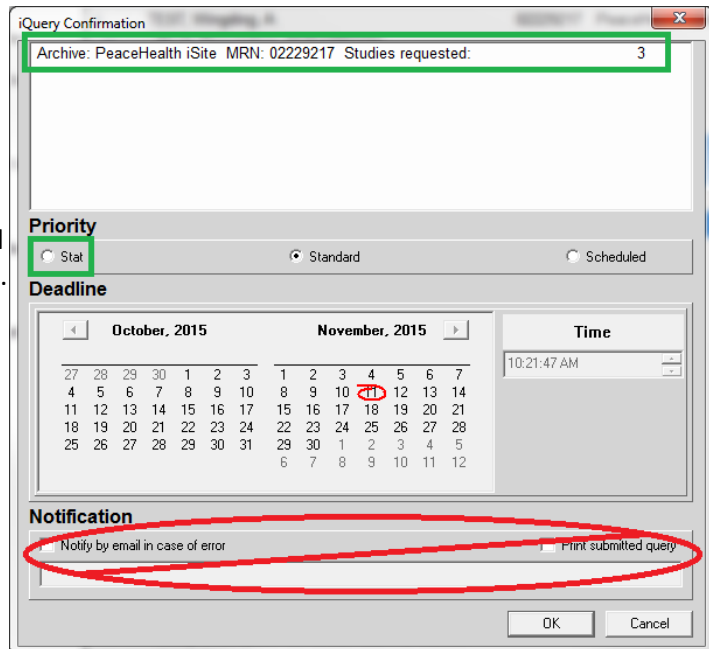 iQuery Confirmation
Archive: PeaceHealth iSite MRN: 02229217 Studies requested: 3
Priority
Stat Standard Scheduled
Deadline
October, 2015 November, 2015 Time
10:21:47 AM
27 28 29 30 1 2 3 1 2 3 4 5 6 7
4 5 6 7 8 9 10 8 9 10 11 12 13 14
11 12 13 14 15 16 17 15 16 17 18 19 20 21
18 19 20 21 22 23 24 22 23 24 25 26 27 28
25 26 27 28 29 30 31 29 30 1 2 3 4 5
6 7 8 9 10 11 12
Notification
Notify by email in case of error Print submitted query
OK Cancel